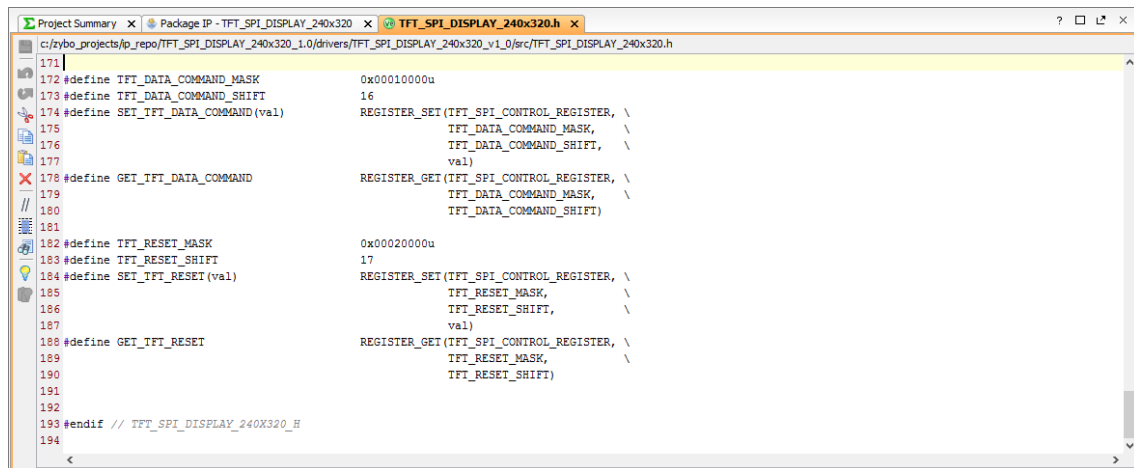 Project Summary x Package IP - TFT_SPI_DISPLAY_240x320 x TFT_SPI_DISPLAY_240x320.h x
c:/zybo_projects/ip_repo/TFT_SPI_DISPLAY_240x320_1.0/drivers/TFT_SPI_DISPLAY_240x320_v1_0/src/TFT_SPI_DISPLAY_240x320.h
171
172 #define TFT_DATA_COMMAND_MASK 0x00010000u
173 #define TFT_DATA_COMMAND_SHIFT 16
174 #define SET_TFT_DATA_COMMAND(val) REGISTER_SET(TFT_SPI_CONTROL_REGISTER, \
175 TFT_DATA_COMMAND_MASK, \
176 TFT_DATA_COMMAND_SHIFT, \
177 val)
178 #define GET_TFT_DATA_COMMAND REGISTER_GET(TFT_SPI_CONTROL_REGISTER, \
179 TFT_DATA_COMMAND_MASK, \
180 TFT_DATA_COMMAND_SHIFT)
181
182 #define TFT_RESET_MASK 0x00020000u
183 #define TFT_RESET_SHIFT 17
184 #define SET_TFT_RESET(val) REGISTER_SET(TFT_SPI_CONTROL_REGISTER, \
185 TFT_RESET_MASK, \
186 TFT_RESET_SHIFT, \
187 val)
188 #define GET_TFT_RESET REGISTER_GET(TFT_SPI_CONTROL_REGISTER, \
189 TFT_RESET_MASK, \
190 TFT_RESET_SHIFT)
191
192
193 #endif // TFT_SPI_DISPLAY_240X320_H
194